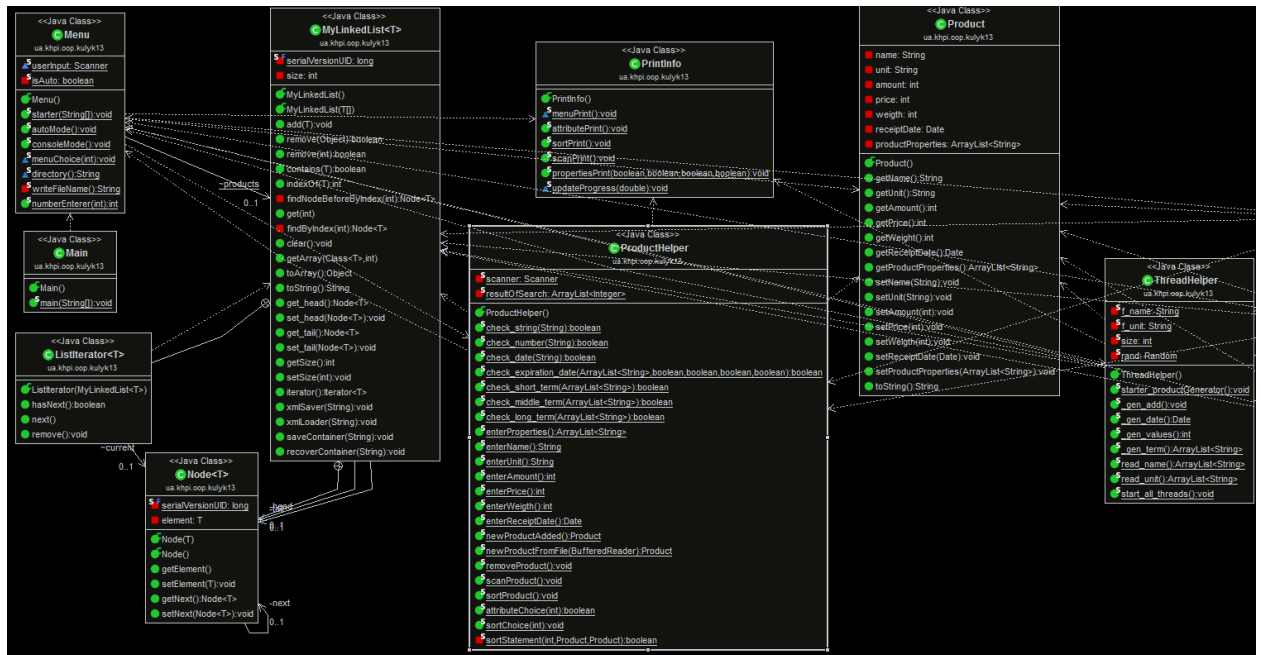 <<Java Class>>
Menu
ua.khpi.oop.kulyk13
userInput: Scanner
isAuto: boolean
Menu()
starter(String[]):void
autoMode():void
consoleMode():void
menuChoice(int):void
directory():String
writeFileName():String
numberEnterer(int):int
<<Java Class>>
Main
ua.khpi.oop.kulyk13
Main()
main(String[]):void
<<Java Class>>
ListIterator<T>
ua.khpi.oop.kulyk13
ListIterator(MyLinkedList<T>)
hasNext():boolean
next()
remove():void
~current
0..1
<<Java Class>>
Node<T>
ua.khpi.oop.kulyk13
serialVersionUID: long
element: T
Node(T)
Node()
getElement()
setElement(T):void
getNext():Node<T>
setNext(Node<T>):void
-next
0..1
~products
0..1
<<Java Class>>
MyLinkedList<T>
ua.khpi.oop.kulyk13
serialVersionUID: long
size: int
MyLinkedList()
MyLinkedList(T[])
add(T):void
remove(Object):boolean
remove(int):boolean
contains(T):boolean
indexOf(T):int
findNodeBeforeByIndex(int):Node<T>
get(int)
findByIndex(int):Node<T>
clear():void
getArray(Class<T>,int)
toArray():Object
toString():String
get_head():Node<T>
set_head(Node<T>):void
get_tail():Node<T>
set_tail(Node<T>):void
getSize():int
setSize(int):void
iterator():Iterator<T>
xmlSaver(String):void
xmlLoader(String):void
saveContainer(String):void
recoverContainer(String):void
0..1
<<Java Class>>
PrintInfo
ua.khpi.oop.kulyk13
PrintInfo()
menuPrint():void
attributePrint():void
sortPrint():void
scanPrint():void
propertiesPrint(boolean,boolean,boolean,boolean):void
updateProgress(double):void
<<Java Class>>
ProductHelper
ua.khpi.oop.kulyk13
scanner: Scanner
resultOfSearch: ArrayList<Integer>
ProductHelper()
check_string(String):boolean
check_number(String):boolean
check_date(String):boolean
check_expiration_date(ArrayList<String>,boolean,boolean,boolean,boolean):boolean
check_short_term(ArrayList<String>):boolean
check_middle_term(ArrayList<String>):boolean
check_long_term(ArrayList<String>):boolean
enterProperties():ArrayList<String>
enterName():String
enterUnit():String
enterAmount():int
enterPrice():int
enterWeigth():int
enterReceiptDate():Date
newProductAdded():Product
newProductFromFile(BufferedReader):Product
removeProduct():void
scanProduct():void
sortProduct():void
attributeChoice(int):boolean
sortChoice(int):void
sortStatement(int,Product,Product):boolean
<<Java Class>>
Product
ua.khpi.oop.kulyk13
name: String
unit: String
amount: int
price: int
weigth: int
receiptDate: Date
productProperties: ArrayList<String>
Product()
getName():String
getUnit():String
getAmount():int
getPrice():int
getWeight():int
getReceiptDate():Date
getProductProperties():ArrayList<String>
setName(String):void
setUnit(String):void
setAmount(int):void
setPrice(int):void
setWeigth(int):void
setReceiptDate(Date):void
setProductProperties(ArrayList<String>):void
toString():String
<<Java Class>>
ThreadHelper
ua.khpi.oop.kulyk13
f_name: String
f_unit: String
size: int
rand: Random
ThreadHelper()
starter_productGenerator():void
_gen_add():void
_gen_date():Date
_gen_values():int
_gen_term():ArrayList<String>
read_name():ArrayList<String>
read_unit():ArrayList<String>
start_all_threads():void